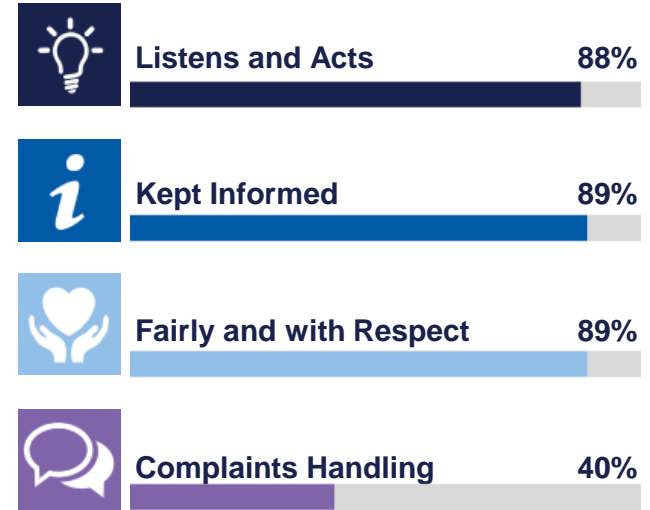 Listens and Acts 88%
Kept Informed 89%
Fairly and with Respect 89%
Complaints Handling 40%